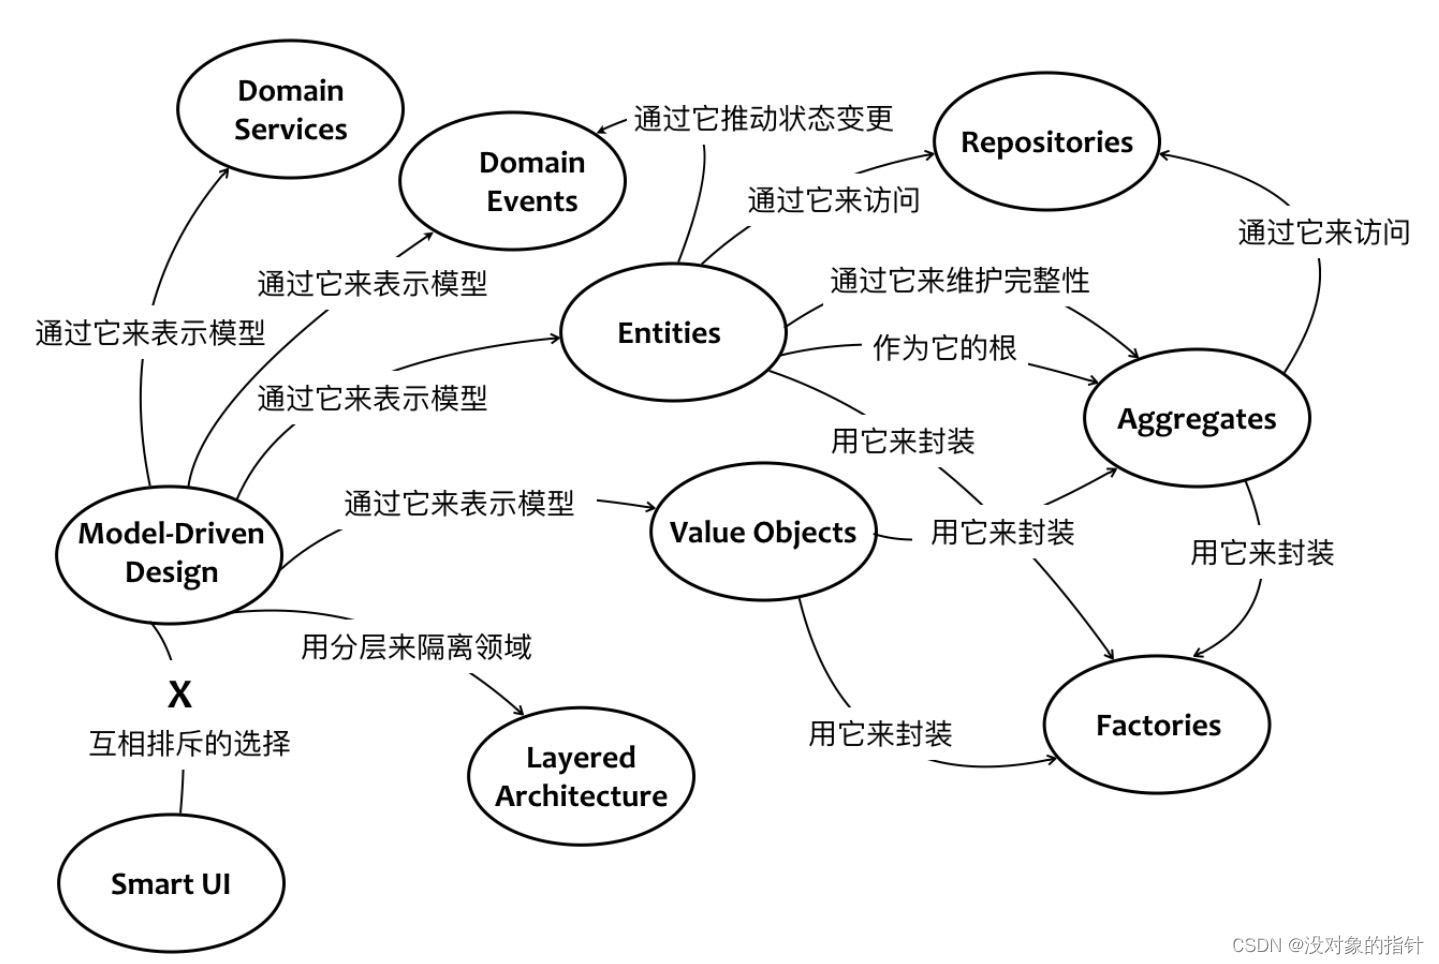 Domain
Services
Domain
Events
通过它推动状态变更
Repositories
通过它来访问
通过它来访问
通过它来表示模型
通过它来维护完整性
通过它来表示模型
Entities
作为它的根
通过它来表示模型
Aggregates
用它来封装
通过它来表示模型
Model-Driven
Design
Value Objects
用它来封装
用它来封装
用分层来隔离领域
X
互相排斥的选择
Factories
用它来封装
Layered
Architecture
Smart UI
CSDN @没对象的指针